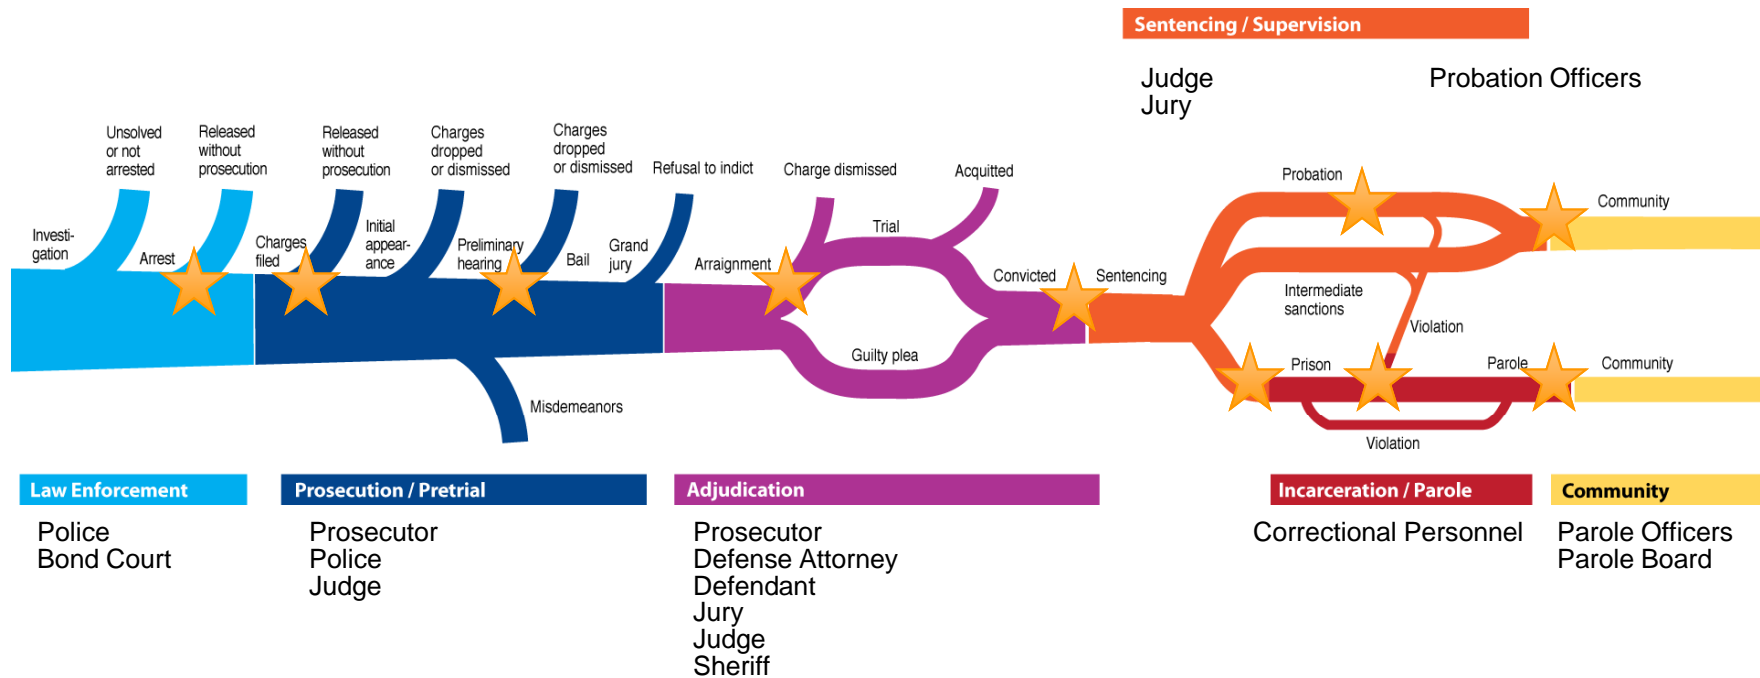 Sentencing / Supervision
Judge
Jury
Probation Officers
Unsolved
or not
arrested
Released
without
prosecution
Released
without
prosecution
Charges
dropped
or dismissed
Charges
dropped
or dismissed
Refusal to indict
Charge dismissed
Acquitted
Probation
Community
Investi-
gation
Arrest
Charges
filed
Initial
appear-
ance
Preliminary
hearing
Bail
Grand
jury
Arraignment
Trial
Convicted
Sentencing
Intermediate
sanctions
Violation
Guilty plea
Prison
Parole
Community
Misdemeanors
Violation
Law Enforcement
Police
Bond Court
Prosecution / Pretrial
Prosecutor
Police
Judge
Adjudication
Prosecutor
Defense Attorney
Defendant
Jury
Judge
Sheriff
Incarceration / Parole
Correctional Personnel
Community
Parole Officers
Parole Board